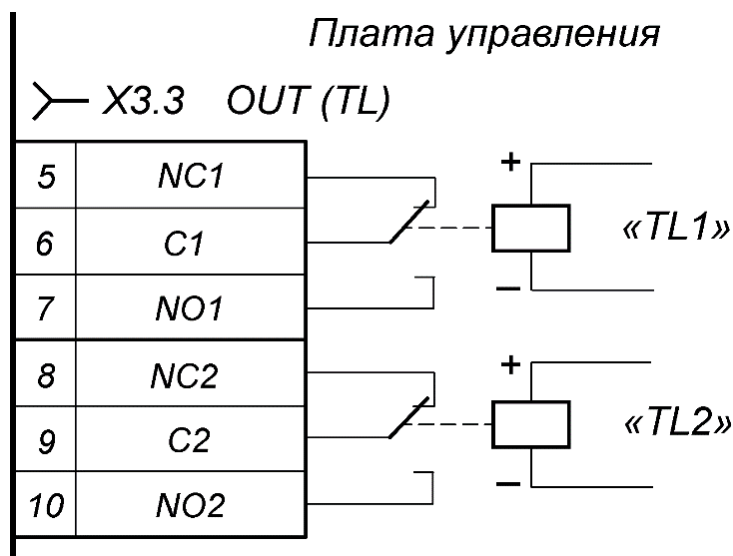 Плата управления
X3.3 OUT (TL)
5 NC1
+
6 C1
«TL1»
7 NO1
–
8 NC2
+
9 C2
«TL2»
10 NO2
–